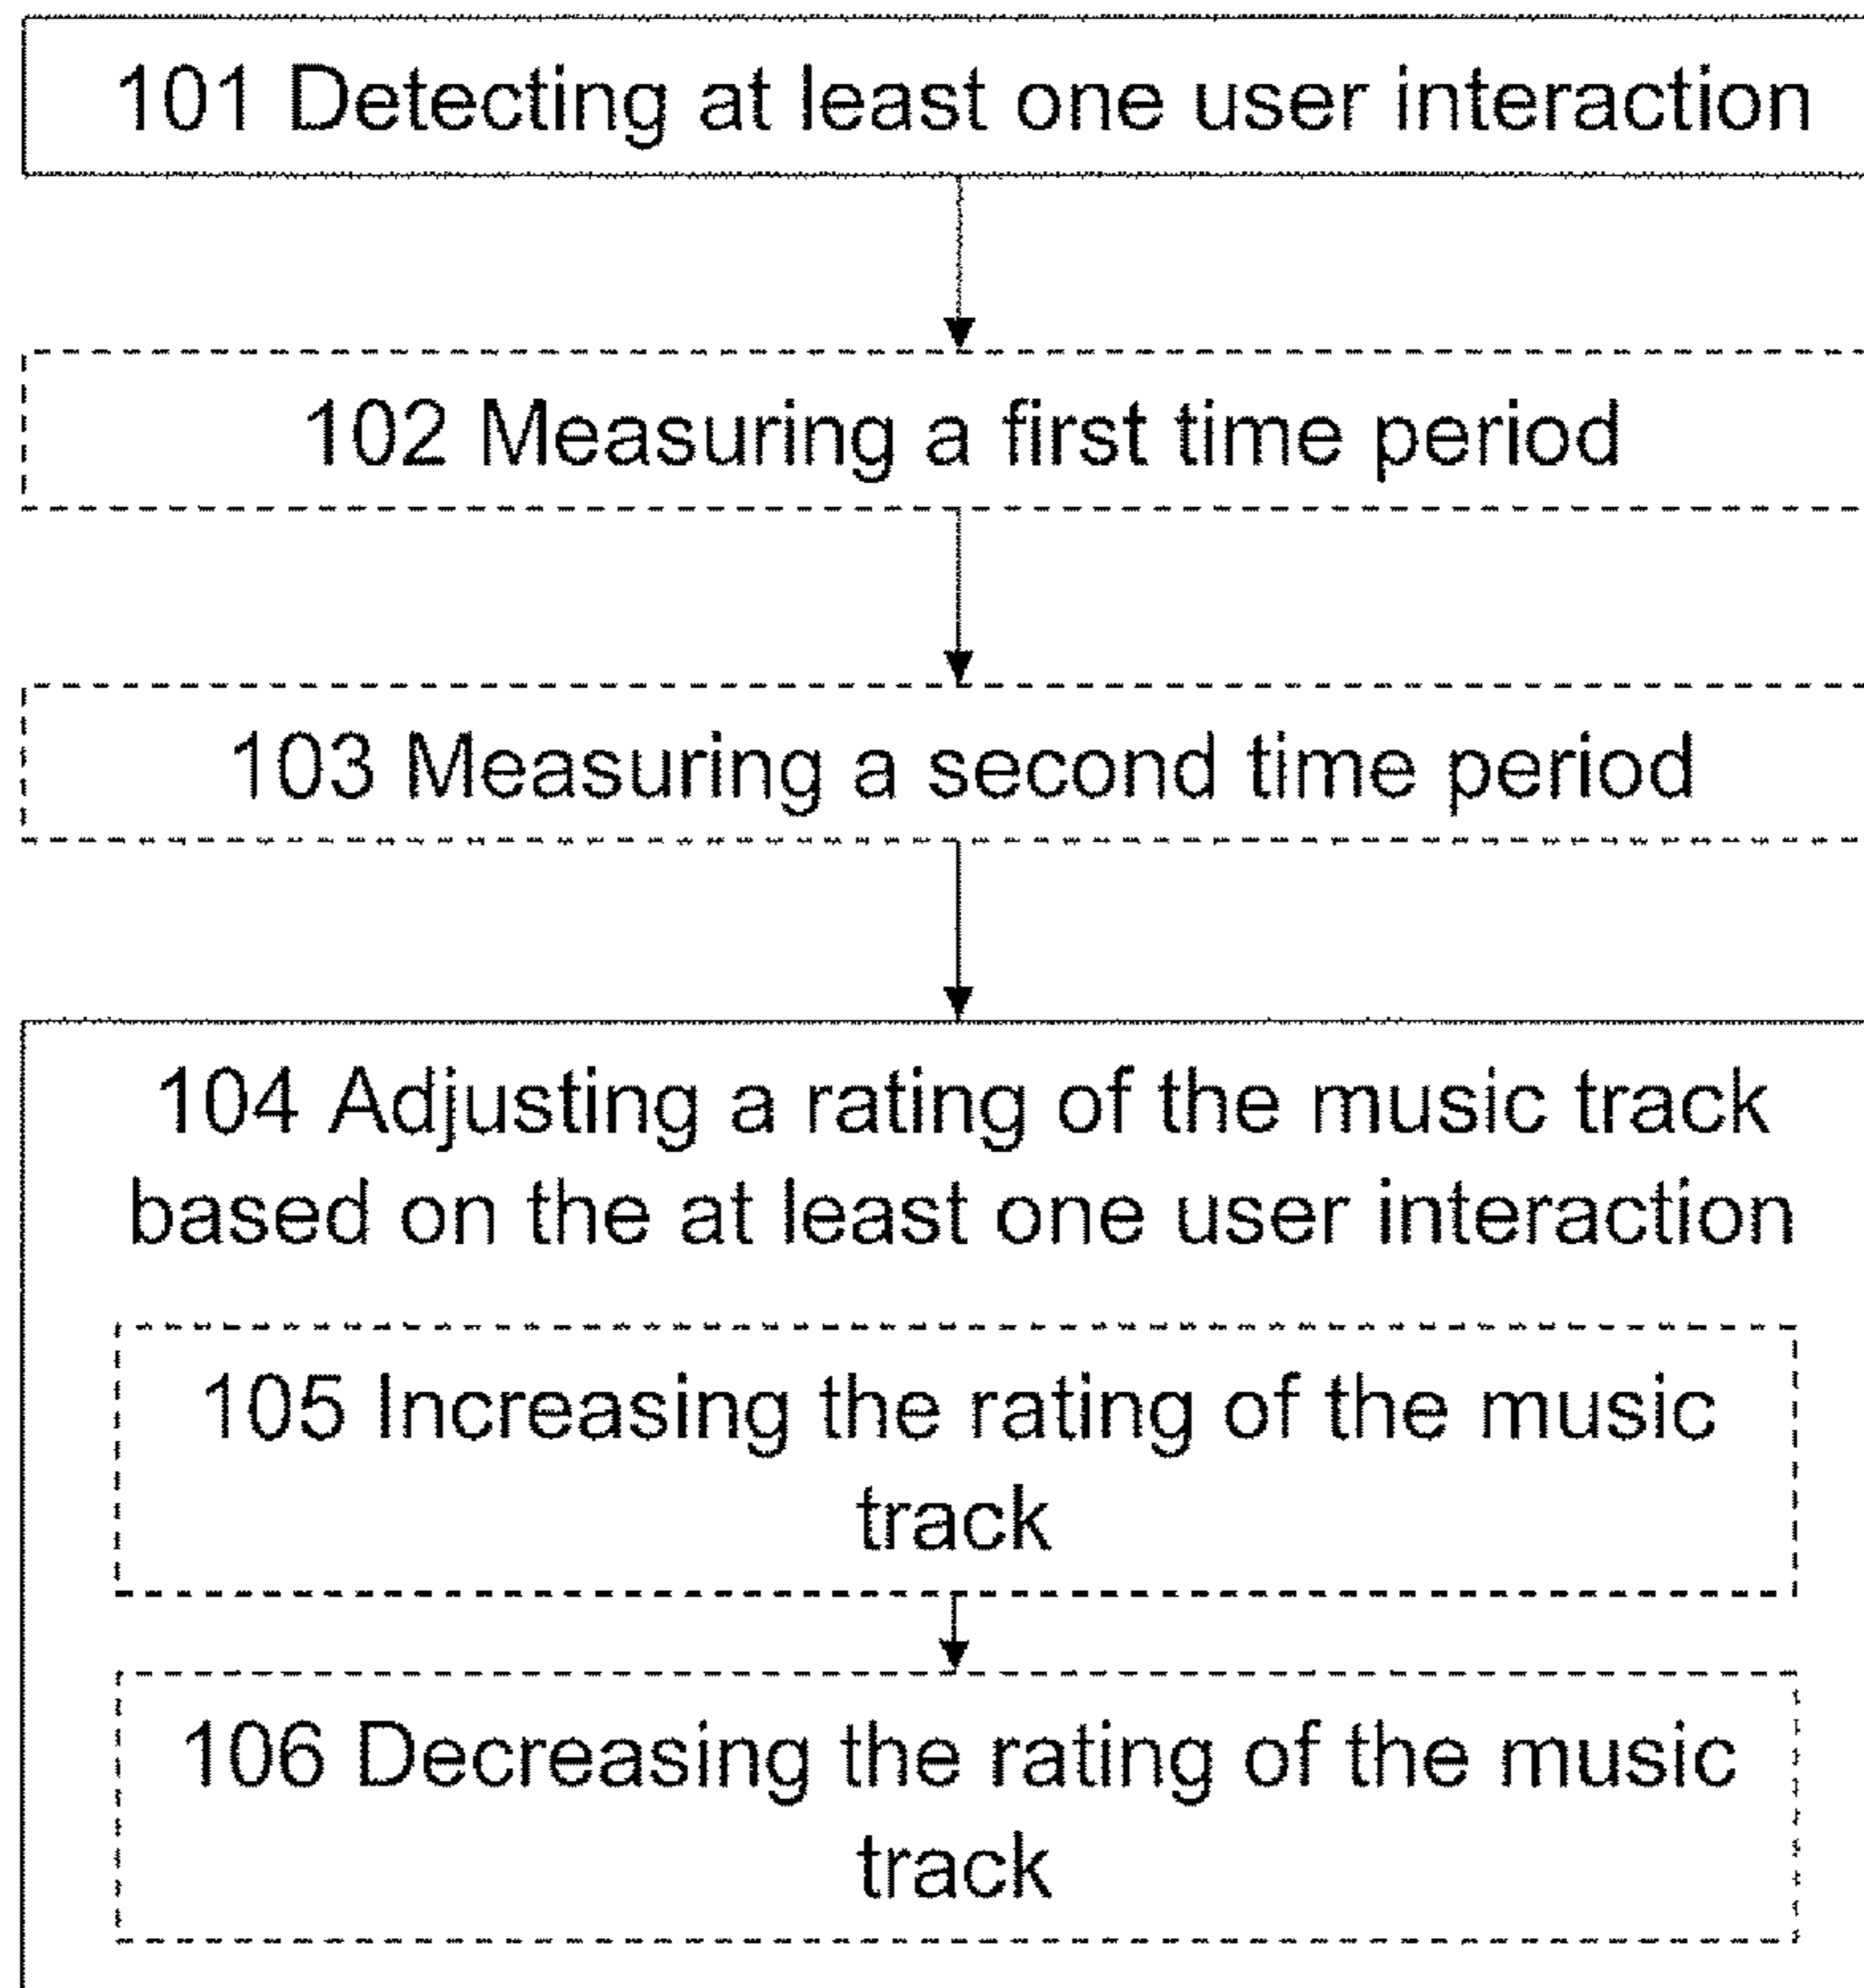 101 Detecting at least one user interaction
102 Measuring a first time period
103 Measuring a second time period
104 Adjusting a rating of the music track
based on the at least one user interaction
105 Increasing the rating of the music
track
106 Decreasing the rating of the music
track